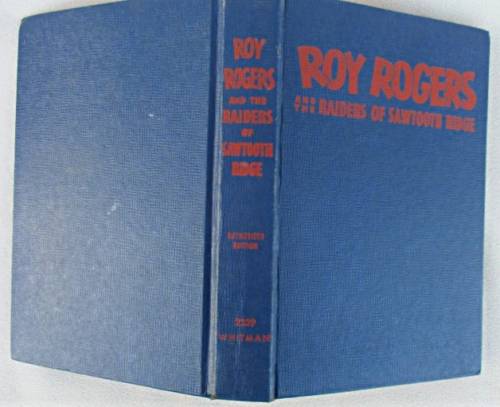 ROY
ROGERS
AND THE
RAIDERS
OF
SAWTOOTH
RIDGE
AUTHORIZED
EDITION
WHITMAN
ROY ROGERS
AND THE RAIDERS OF SAWTOOTH RIDGE